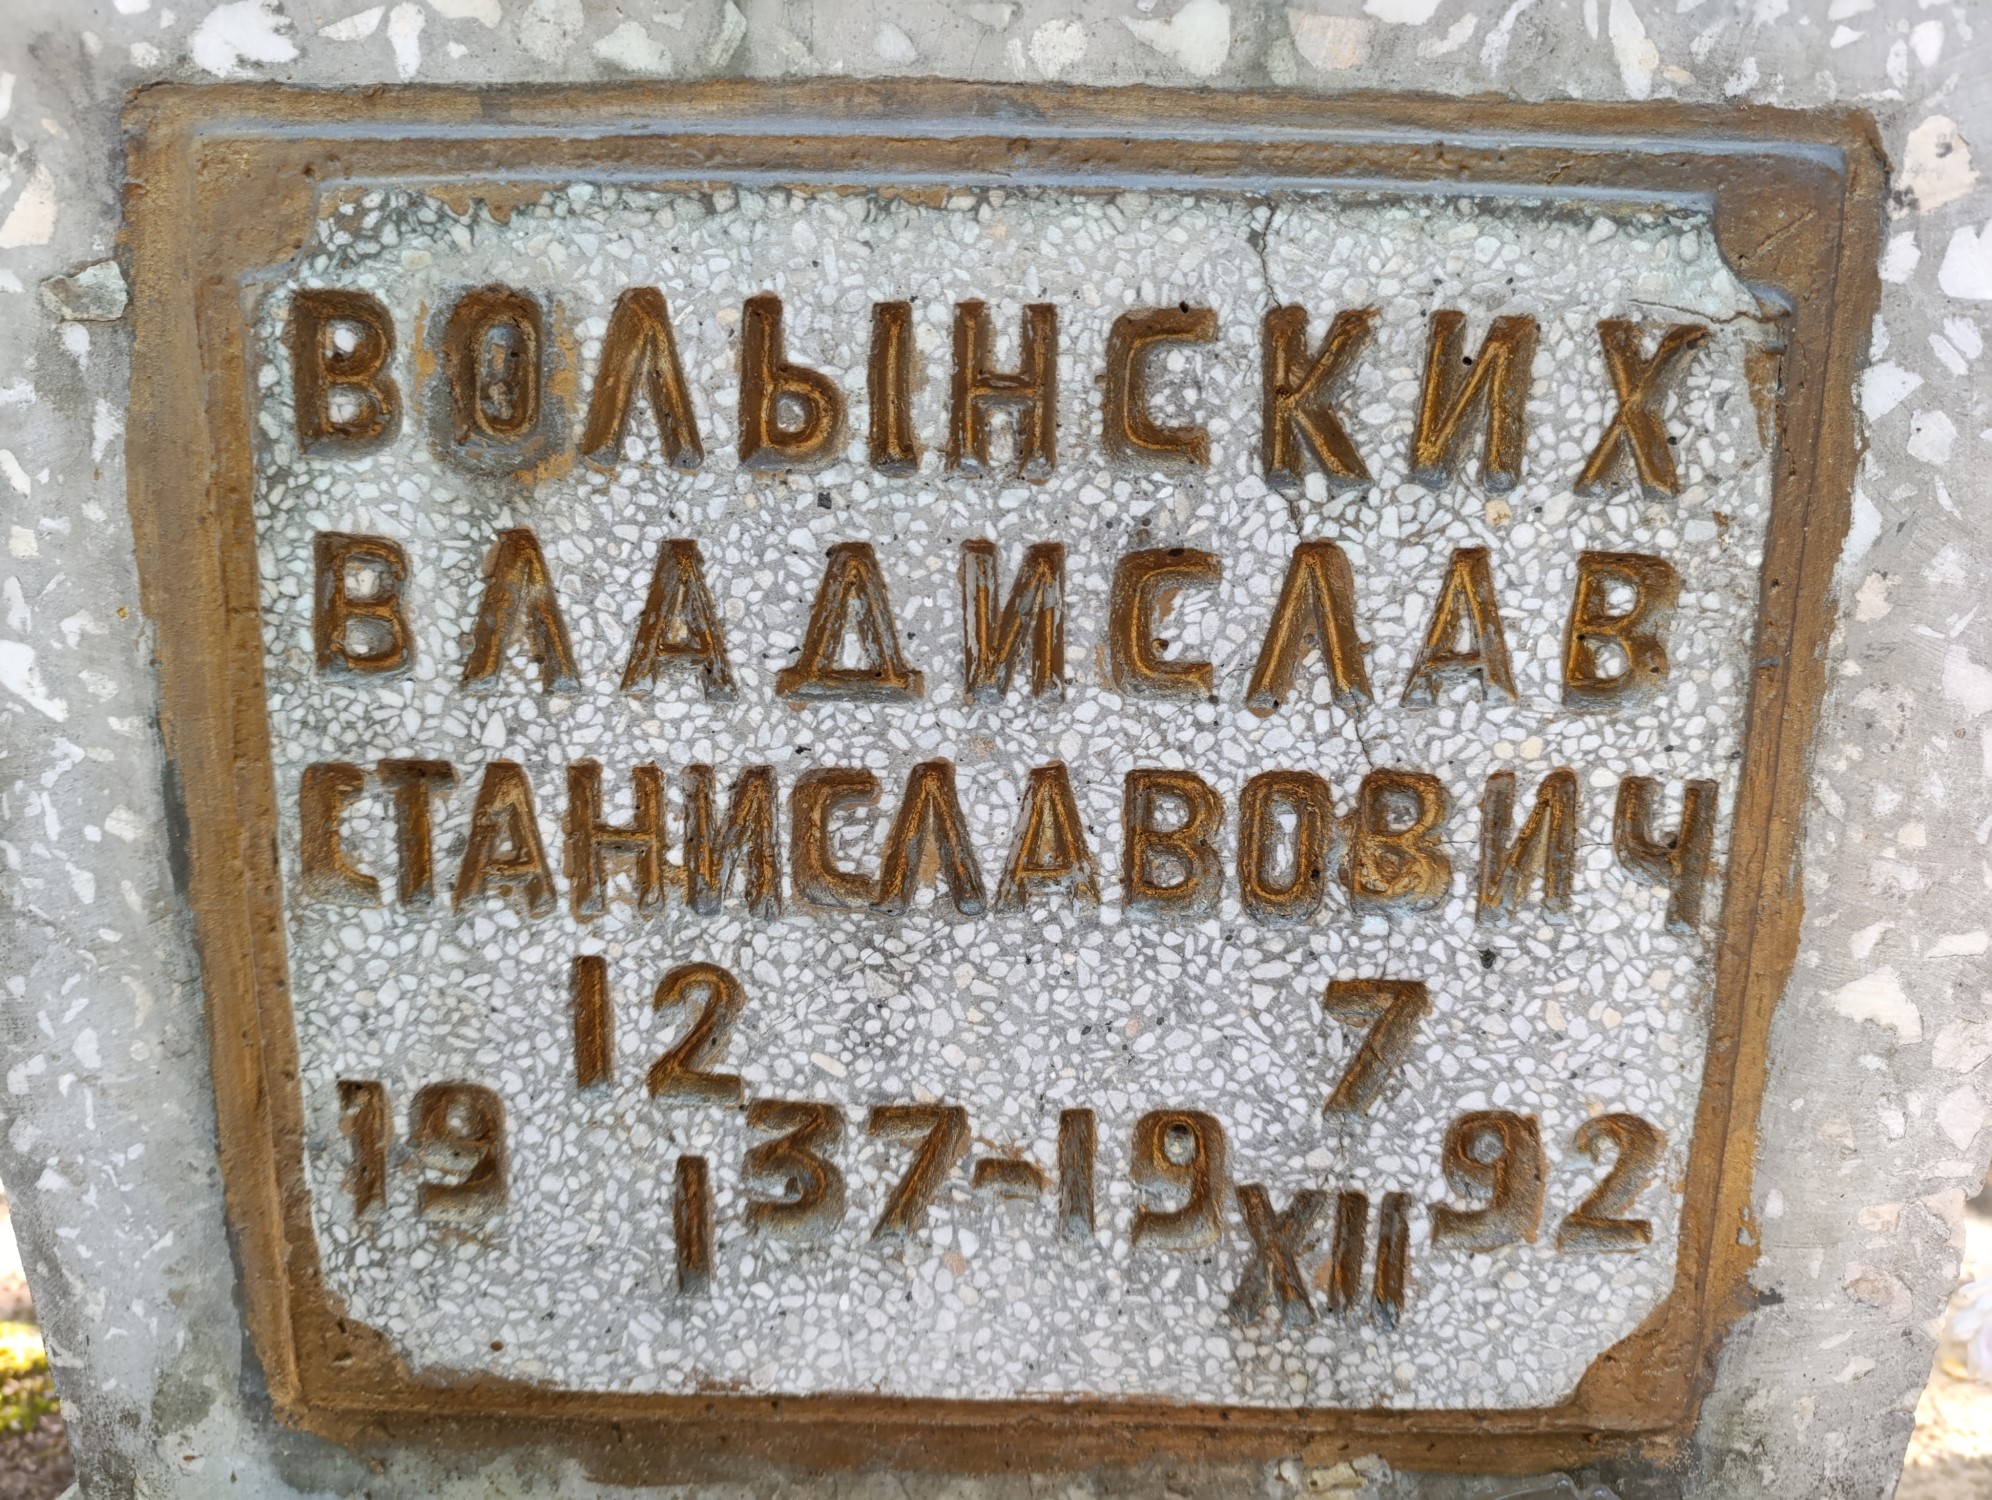 ВОЛЫНСКИХ
ВЛАДИСЛАВ
СТАНИСЛАВОВИЧ
12 7
19 37-19 92
I XII